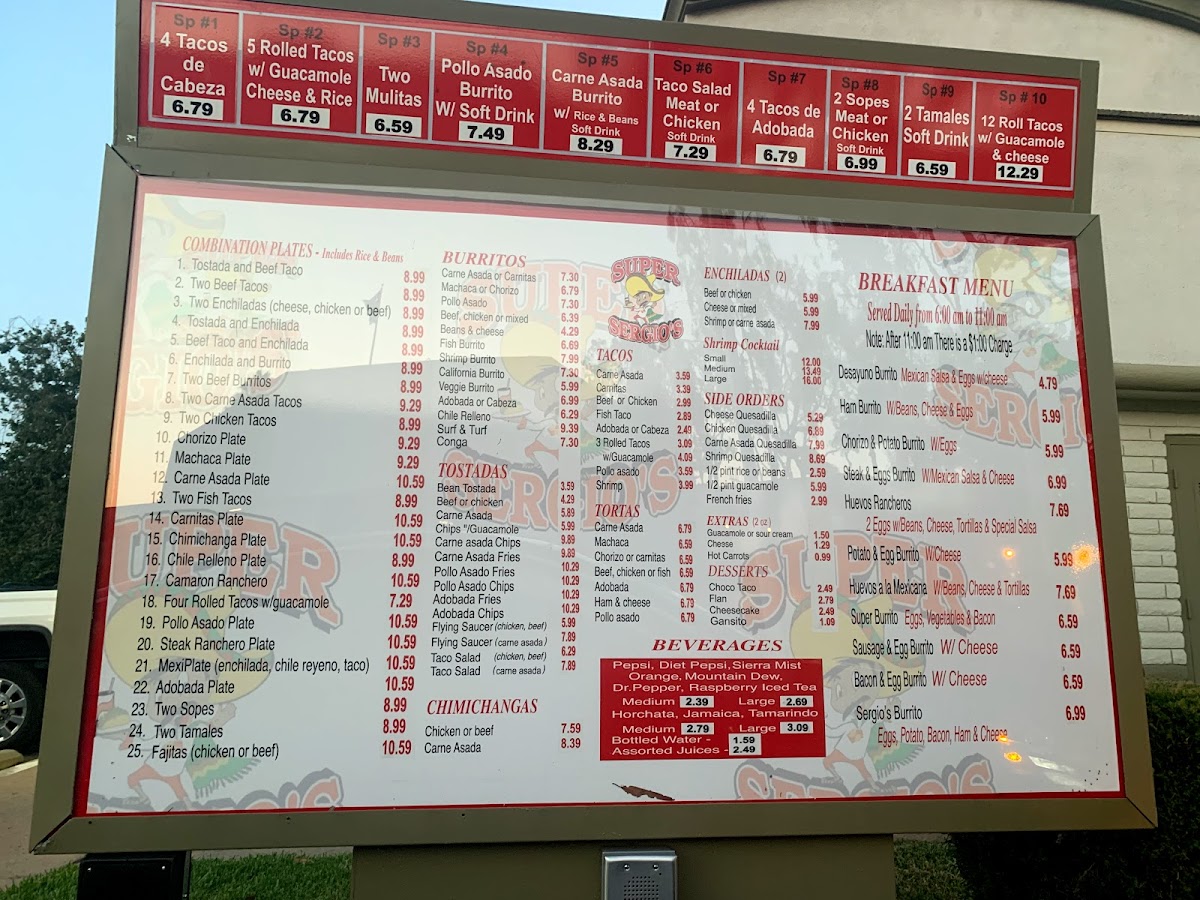 Sp #1
4 Tacos
de
Cabeza
6.79
Sp #2
5 Rolled Tacos
w/ Guacamole
Cheese & Rice
6.79
Sp #3
Two
Mulitas
6.59
Sp #4
Pollo Asado
Burrito
W/ Soft Drink
7.49
Sp #5
Carne Asada
Burrito
w/ Rice & Beans
Soft Drink
8.29
Sp #6
Taco Salad
Meat or
Chicken
Soft Drink
7.29
Sp #7
4 Tacos de
Adobada
6.79
Sp #8
2 Sopes
Meat or
Chicken
Soft Drink
6.99
Sp #9
2 Tamales
Soft Drink
6.59
Sp # 10
12 Roll Tacos
w/ Guacamole
& cheese
12.29
COMBINATION PLATES - Includes Rice & Beans
1. Tostada and Beef Taco 8.99
2. Two Beef Tacos 8.99
3. Two Enchiladas (cheese, chicken or beef) 8.99
4. Tostada and Enchilada 8.99
5. Beef Taco and Enchilada 8.99
6. Enchilada and Burrito 8.99
7. Two Beef Burritos 8.99
8. Two Carne Asada Tacos 9.29
9. Two Chicken Tacos 8.99
10. Chorizo Plate 9.29
11. Machaca Plate 9.29
12. Carne Asada Plate 10.59
13. Two Fish Tacos 8.99
14. Carnitas Plate 10.59
15. Chimichanga Plate 10.59
16. Chile Relleno Plate 8.99
17. Camaron Ranchero 10.59
18. Four Rolled Tacos w/guacamole 7.29
19. Pollo Asado Plate 10.59
20. Steak Ranchero Plate 10.59
21. MexiPlate (enchilada, chile reyeno, taco) 10.59
22. Adobada Plate 10.59
23. Two Sopes 8.99
24. Two Tamales 8.99
25. Fajitas (chicken or beef) 10.59
BURRITOS
Carne Asada or Carnitas 7.30
Machaca or Chorizo 6.79
Pollo Asado 7.30
Beef, chicken or mixed 6.39
Beans & cheese 4.29
Fish Burrito 6.69
Shrimp Burrito 7.99
California Burrito 7.30
Veggie Burrito 5.99
Adobada or Cabeza 6.99
Chile Relleno 6.29
Surf & Turf 9.39
Conga 7.30
TOSTADAS
Bean Tostada 3.59
Beef or chicken 4.29
Carne Asada 5.89
Chips "/Guacamole 5.99
Carne asada Chips 9.89
Carne Asada Fries 9.89
Pollo Asado Fries 10.29
Pollo Asado Chips 10.29
Adobada Fries 10.29
Adobada Chips 10.29
Flying Saucer (chicken, beef) 5.99
Flying Saucer (carne asada) 7.89
Taco Salad (chicken, beef) 6.29
Taco Salad (carne asada) 7.89
CHIMICHANGAS
Chicken or beef 7.59
Carne Asada 8.39
SUPER
SERGIO'S
TACOS
Carne Asada 3.59
Carnitas 3.39
Beef or Chicken 2.99
Fish Taco 2.89
Adobada or Cabeza 2.49
3 Rolled Tacos 3.09
w/Guacamole 4.09
Pollo asado 3.59
Shrimp 3.99
TORTAS
Carne Asada 6.79
Machaca 6.59
Chorizo or carnitas 6.59
Beef, chicken or fish 6.59
Adobada 6.79
Ham & cheese 6.79
Pollo asado 6.79
ENCHILADAS (2)
Beef or chicken 5.99
Cheese or mixed 5.99
Shrimp or carne asada 7.99
Shrimp Cocktail
Small 12.00
Medium 13.49
Large 16.00
SIDE ORDERS
Cheese Quesadilla 5.29
Chicken Quesadilla 6.89
Carne Asada Quesadilla 7.99
Shrimp Quesadilla 8.69
1/2 pint rice or beans 2.59
1/2 pint guacamole 5.99
French fries 2.99
EXTRAS (2 oz)
Guacamole or sour cream 1.50
Cheese 1.29
Hot Carrots 0.99
DESSERTS
Choco Taco 2.49
Flan 2.79
Cheesecake 2.49
Gansito 1.09
BEVERAGES
Pepsi, Diet Pepsi,Sierra Mist
Orange, Mountain Dew,
Dr.Pepper, Raspberry Iced Tea
Medium 2.39 Large 2.69
Horchata, Jamaica, Tamarindo
Medium 2.79 Large 3.09
Bottled Water - 1.59
Assorted Juices - 2.49
BREAKFAST MENU
Served Daily from 6:00 am to 11:00 am
Note: After 11:00 am There is a $1:00 Charge
Desayuno Burrito Mexican Salsa & Eggs w/cheese 4.79
Ham Burrito W/Beans, Cheese & Eggs 5.99
Chorizo & Potato Burrito W/Eggs 5.99
Steak & Eggs Burrito W/Mexican Salsa & Cheese 6.99
Huevos Rancheros 7.69
2 Eggs w/Beans, Cheese, Tortilas & Special Salsa
Potato & Egg Burrito W/Cheese 5.99
Huevos a la Mexicana W/Beans, Cheese & Tortilas 7.69
Super Burrito Eggs, Vegetables & Bacon 6.59
Sausage & Egg Burrito W/ Cheese 6.59
Bacon & Egg Burrito W/ Cheese 6.59
Sergio's Burrito 6.99
Eggs, Potato, Bacon, Ham & Cheese